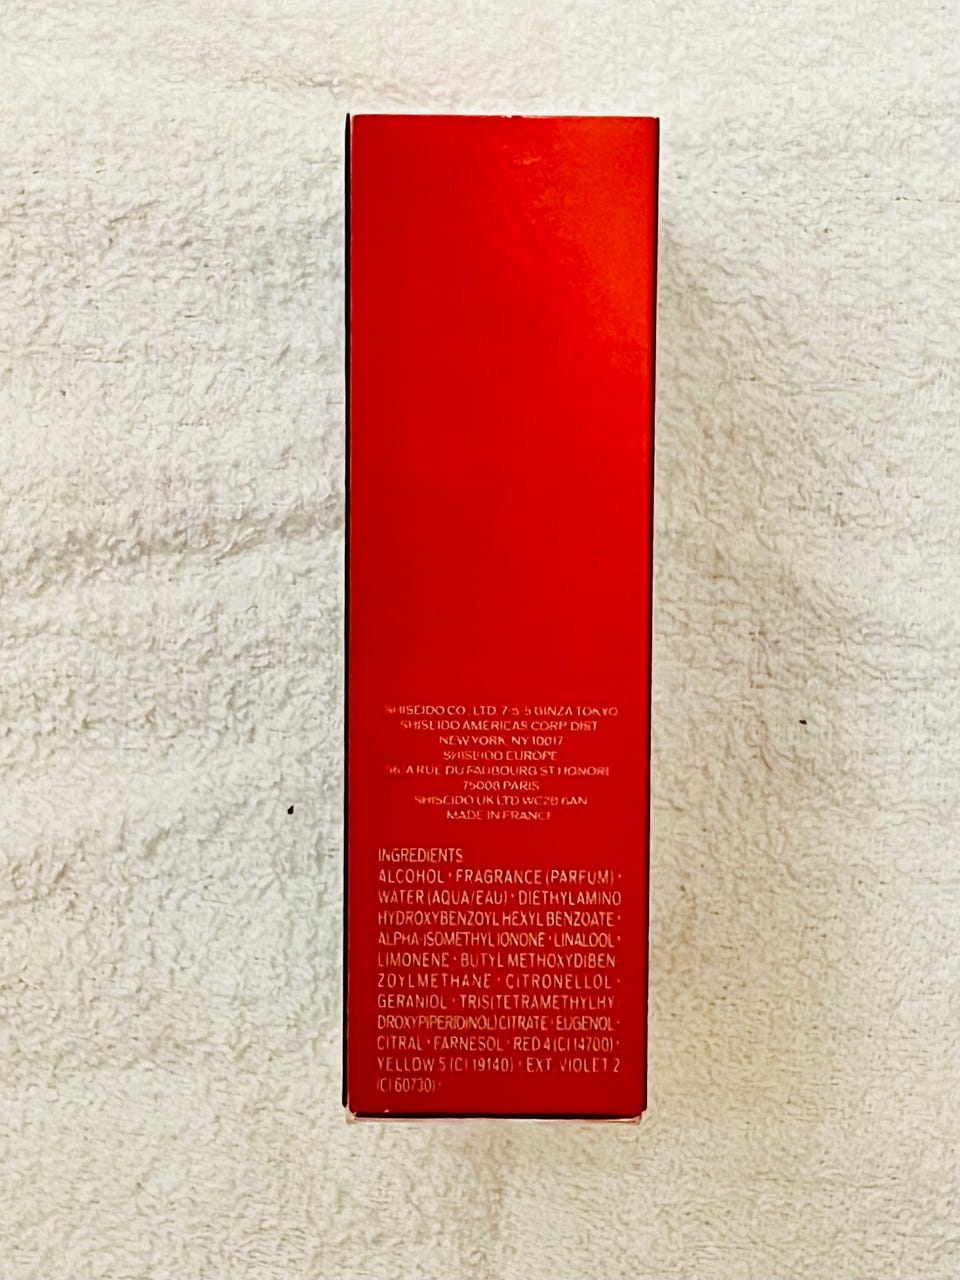 SHISEIDO CO., LTD. 7-5-5 GINZA TOKYO
SHISEIDO AMERICAS CORP. DIST
NEW YORK, NY 10017
SHISEIDO EUROPE
56/A RUE DU FAUBOURG ST HONORE
75008 PARIS
SHISEIDO UK LTD WC2B 6AN
MADE IN FRANCE
INGREDIENTS
ALCOHOL · FRAGRANCE (PARFUM) ·
WATER (AQUA/EAU) · DIETHYLAMINO
HYDROXYBENZOYL HEXYL BENZOATE ·
ALPHA-ISOMETHYL IONONE · LINALOOL ·
LIMONENE · BUTYL METHOXYDIBEN
ZOYLMETHANE · CITRONELLOL ·
GERANIOL · TRIS(TETRAMETHYLHY
DROXYPIPERIDINOL) CITRATE · EUGENOL ·
CITRAL · FARNESOL · RED 4 (CI 14700) ·
YELLOW 5 (CI 19140) · EXT. VIOLET 2
(CI 60730) ·